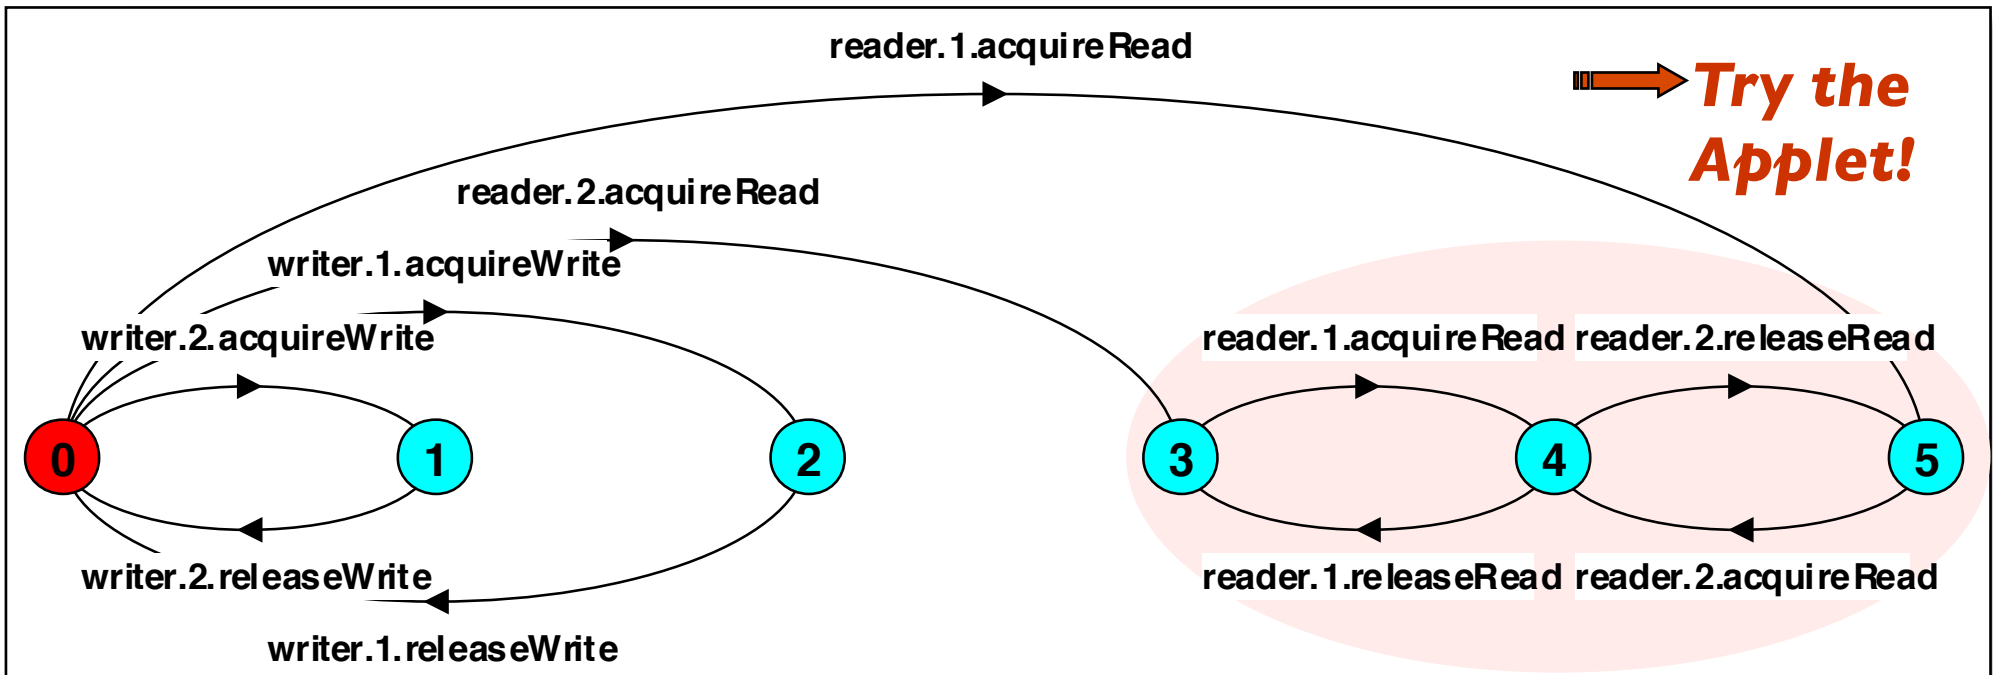 reader.1.acquireRead
Try the
Applet!
reader.2.acquireRead
writer.1.acquireWrite
writer.2.acquireWrite
reader.1.acquireRead reader.2.releaseRead
0 1 2 3 4 5
writer.2.releaseWrite
reader.1.releaseRead reader.2.acquireRead
writer.1.releaseWrite